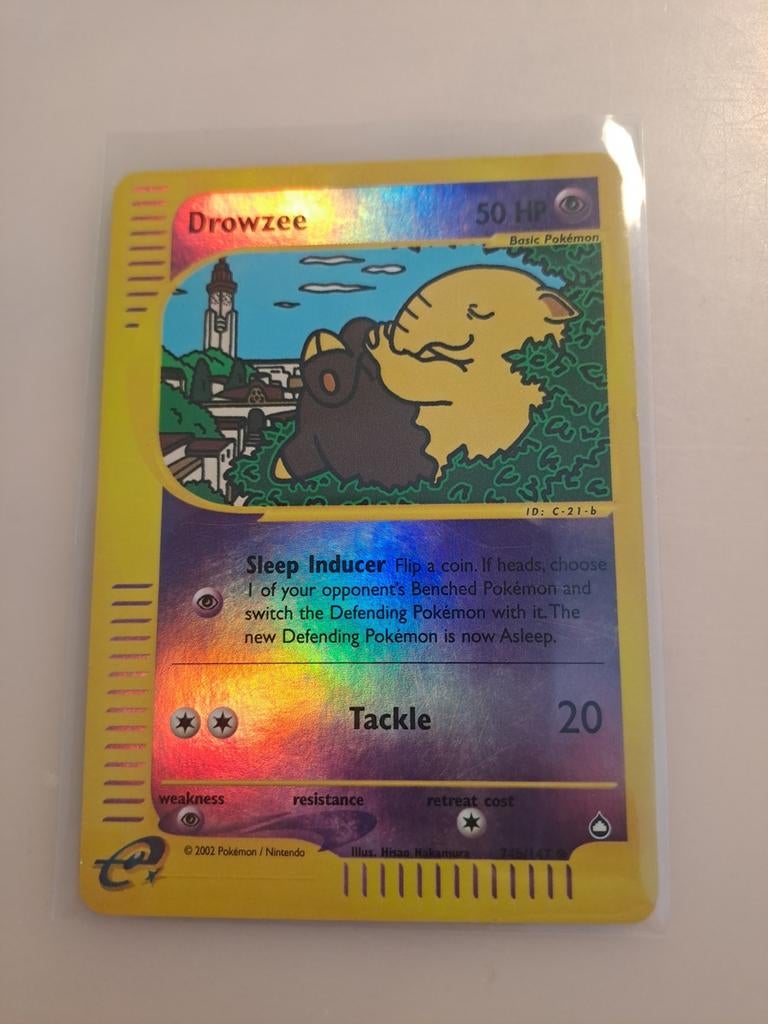 Drowzee 50 HP
Basic Pokémon
ID: C-21-b
Sleep Inducer Flip a coin. If heads, choose
1 of your opponent's Benched Pokémon and
switch the Defending Pokémon with it. The
new Defending Pokémon is now Asleep.
Tackle 20
weakness resistance retreat cost
© 2002 Pokémon / Nintendo Illus. Hisao Nakamura 74b/147